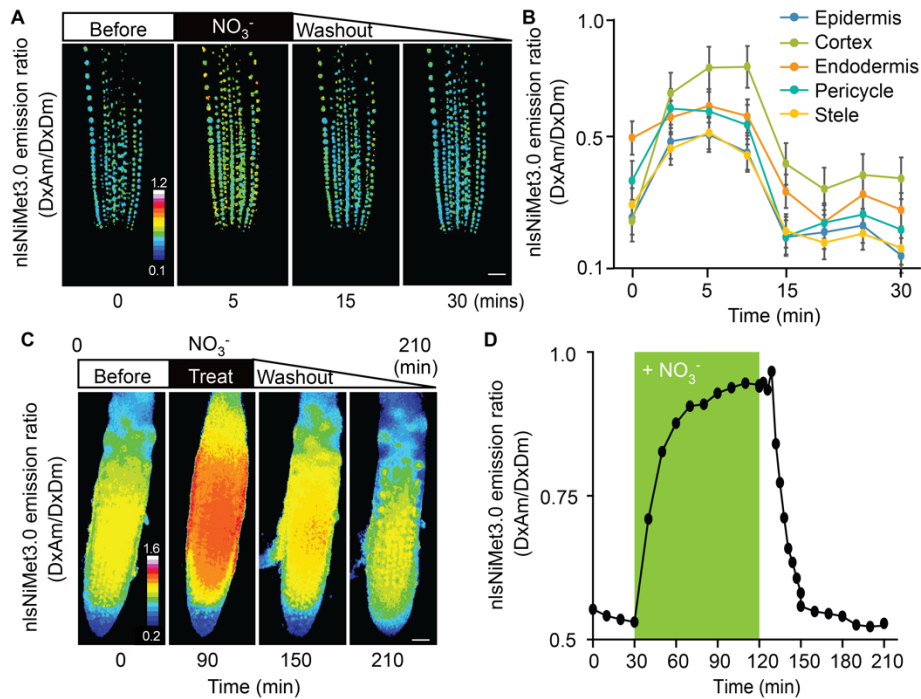 A
Before NO₃⁻ Washout
nlsNiMet3.0 emission ratio
(DxAm/DxDm)
1.2
0.1
0 5 15 30 (mins)
B
Epidermis
Cortex
Endodermis
Pericycle
Stele
nlsNiMet3.0 emission ratio
(DxAm/DxDm)
1.0
0.5
0.1
0 5 15 30
Time (min)
C
0 NO₃⁻ 210
(min)
Before Treat Washout
nlsNiMet3.0 emission ratio
(DxAm/DxDm)
1.6
0.2
0 90 150 210
Time (min)
D
+ NO₃⁻
nlsNiMet3.0 emission ratio
(DxAm/DxDm)
1.0
0.75
0.5
0 30 60 90 120 150 180 210
Time (min)